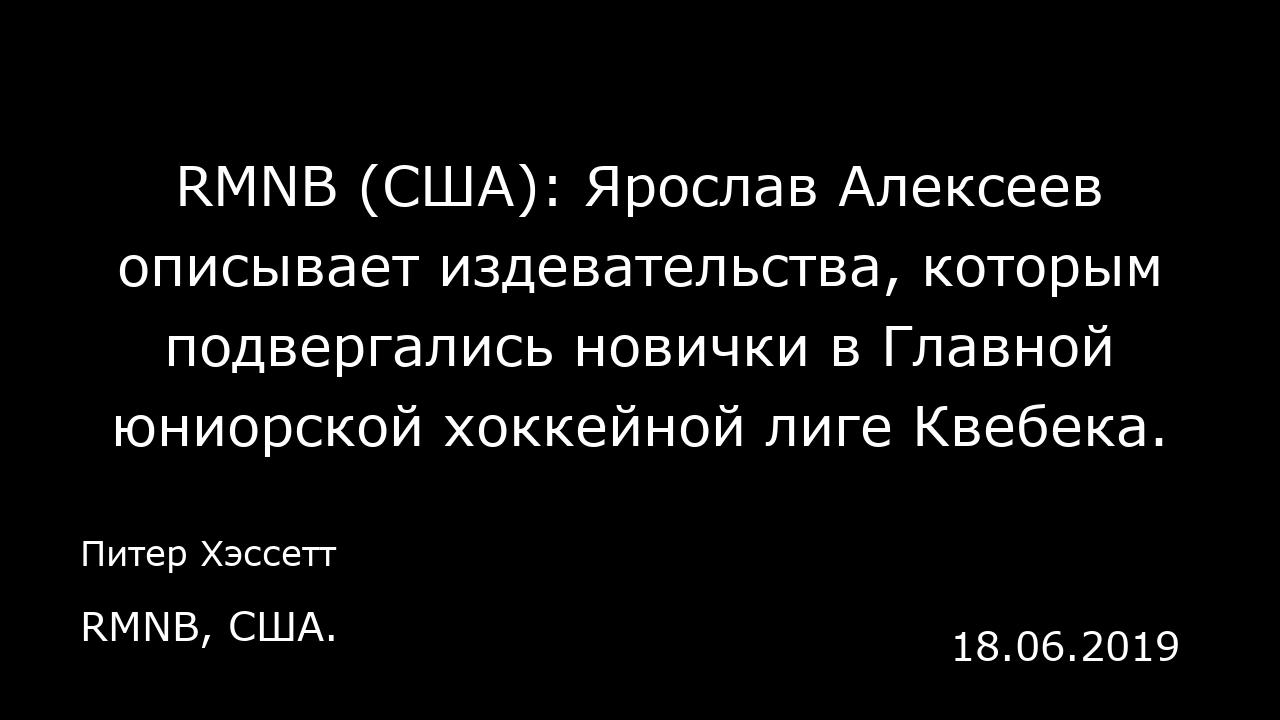 RMNB (США): Ярослав Алексеев
описывает издевательства, которым
подвергались новички в Главной
юниорской хоккейной лиге Квебека.
Питер Хэссетт
RMNB, США.
18.06.2019